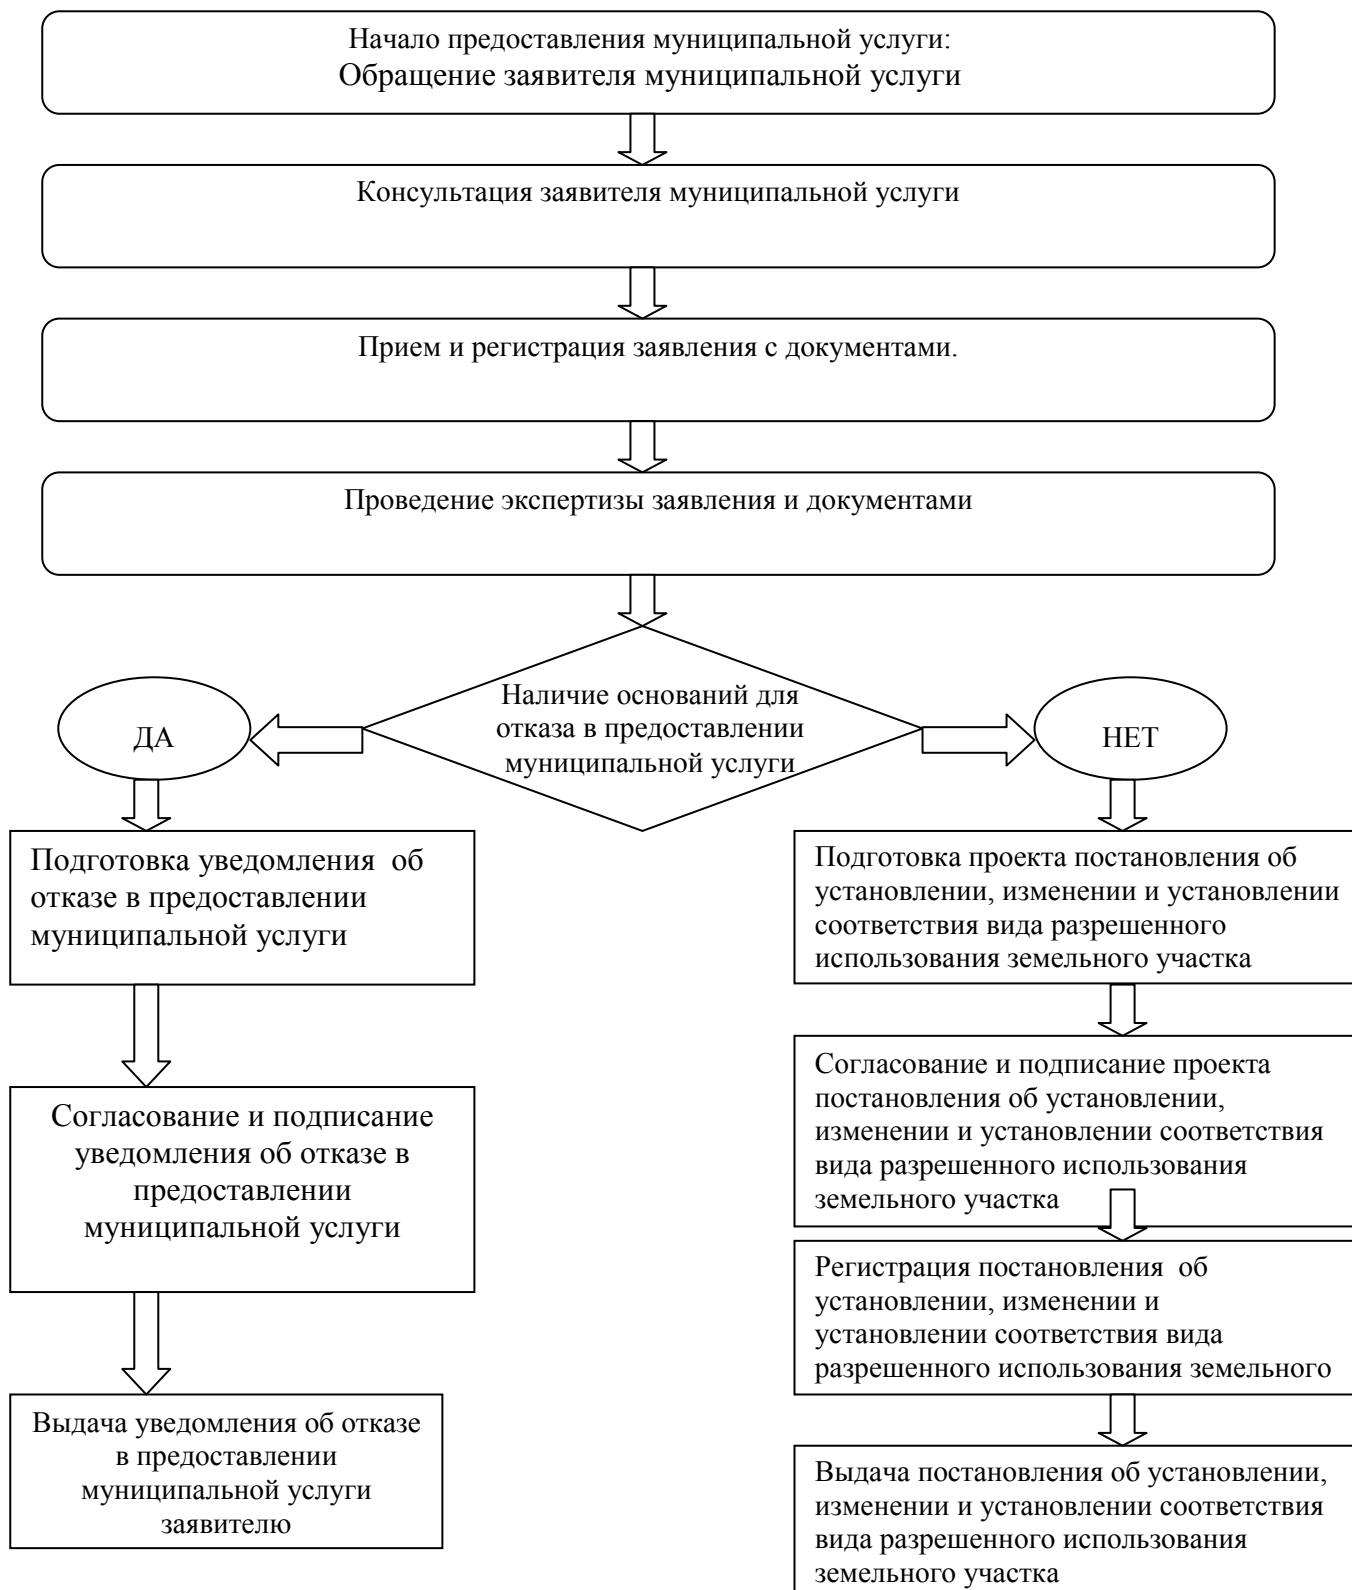 Начало предоставления муниципальной услуги:
Обращение заявителя муниципальной услуги
Консультация заявителя муниципальной услуги
Прием и регистрация заявления с документами.
Проведение экспертизы заявления и документами
Наличие оснований для
отказа в предоставлении
муниципальной услуги
ДА
НЕТ
Подготовка уведомления  об
отказе в предоставлении
муниципальной услуги
Согласование и подписание
уведомления об отказе в
предоставлении
муниципальной услуги
Выдача уведомления об отказе
в предоставлении
муниципальной услуги
заявителю
Подготовка проекта постановления об
установлении, изменении и установлении
соответствия вида разрешенного
использования земельного участка
Согласование и подписание проекта
постановления об установлении,
изменении и установлении соответствия
вида разрешенного использования
земельного участка
Регистрация постановления  об
установлении, изменении и
установлении соответствия вида
разрешенного использования земельного
Выдача постановления об установлении,
изменении и установлении соответствия
вида разрешенного использования
земельного участка